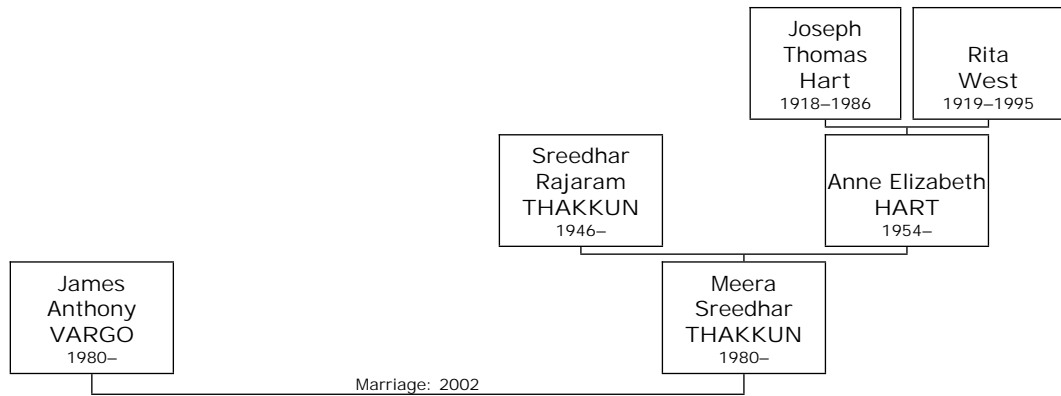 Joseph
Thomas
Hart
1918–1986
Rita
West
1919–1995
Sreedhar
Rajaram
THAKKUN
1946–
Anne Elizabeth
HART
1954–
James
Anthony
VARGO
1980–
Meera
Sreedhar
THAKKUN
1980–
Marriage: 2002